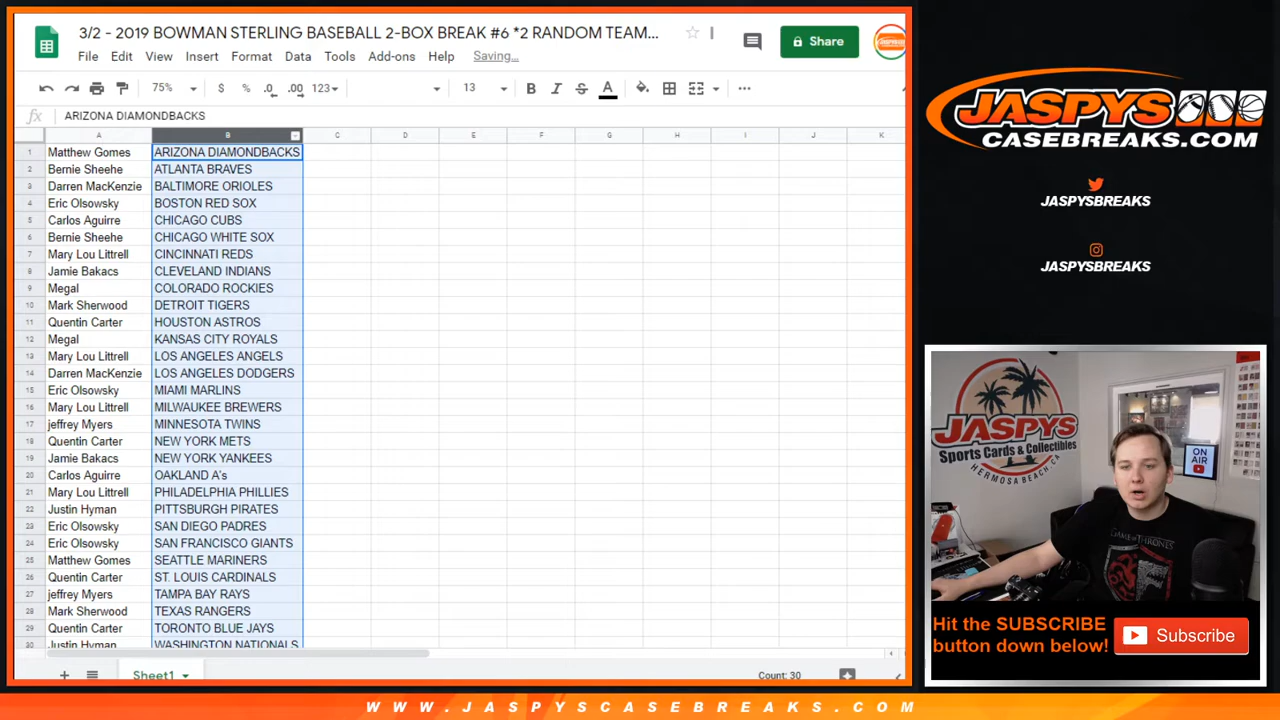 3/2 - 2019 BOWMAN STERLING BASEBALL 2-BOX BREAK #6 *2 RANDOM TEAM...
File Edit View Insert Format Data Tools Add-ons Help Saving...
Share
75% $ % .0 .00 123 13 B I S A
fx ARIZONA DIAMONDBACKS
A B C D E F G H I J K
1 Matthew Gomes ARIZONA DIAMONDBACKS
2 Bernie Sheehe ATLANTA BRAVES
3 Darren MacKenzie BALTIMORE ORIOLES
4 Eric Olsowsky BOSTON RED SOX
5 Carlos Aguirre CHICAGO CUBS
6 Bernie Sheehe CHICAGO WHITE SOX
7 Mary Lou Littrell CINCINNATI REDS
8 Jamie Bakacs CLEVELAND INDIANS
9 Megal COLORADO ROCKIES
10 Mark Sherwood DETROIT TIGERS
11 Quentin Carter HOUSTON ASTROS
12 Megal KANSAS CITY ROYALS
13 Mary Lou Littrell LOS ANGELES ANGELS
14 Darren MacKenzie LOS ANGELES DODGERS
15 Eric Olsowsky MIAMI MARLINS
16 Mary Lou Littrell MILWAUKEE BREWERS
17 jeffrey Myers MINNESOTA TWINS
18 Quentin Carter NEW YORK METS
19 Jamie Bakacs NEW YORK YANKEES
20 Carlos Aguirre OAKLAND A's
21 Mary Lou Littrell PHILADELPHIA PHILLIES
22 Justin Hyman PITTSBURGH PIRATES
23 Eric Olsowsky SAN DIEGO PADRES
24 Eric Olsowsky SAN FRANCISCO GIANTS
25 Matthew Gomes SEATTLE MARINERS
26 Quentin Carter ST. LOUIS CARDINALS
27 jeffrey Myers TAMPA BAY RAYS
28 Mark Sherwood TEXAS RANGERS
29 Quentin Carter TORONTO BLUE JAYS
30 Justin Hyman WASHINGTON NATIONALS
Sheet1
Count: 30
JASPYS
CASEBREAKS.COM
JASPYSBREAKS
JASPYSBREAKS
JASPYS
Sports Cards & Collectibles
HERMOSA BEACH, CA
ON AIR
GAME OF THRONES
Hit the SUBSCRIBE
button down below!
Subscribe
WWW.JASPYSCASEBREAKS.COM